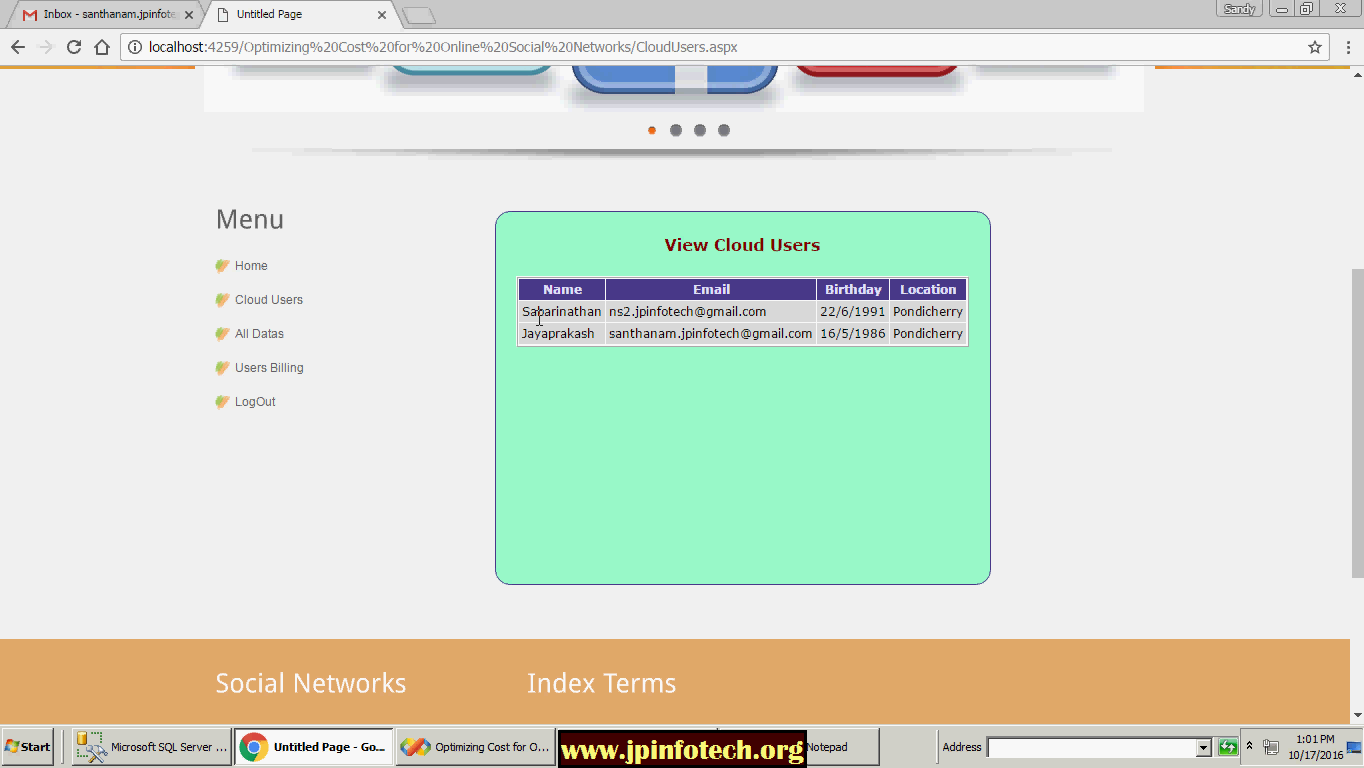 Inbox - santhanam.jpinfote
Untitled Page
Sandy
localhost:4259/Optimizing%20Cost%20for%20Online%20Social%20Networks/CloudUsers.aspx
Menu
Home
Cloud Users
All Datas
Users Billing
LogOut
View Cloud Users
Name Email Birthday Location
Sabarinathan ns2.jpinfotech@gmail.com 22/6/1991 Pondicherry
Jayaprakash santhanam.jpinfotech@gmail.com 16/5/1986 Pondicherry
Social Networks
Index Terms
Start
Microsoft SQL Server ...
Untitled Page - Go...
Optimizing Cost for O...
www.jpinfotech.org
Notepad
Address
1:01 PM
10/17/2016